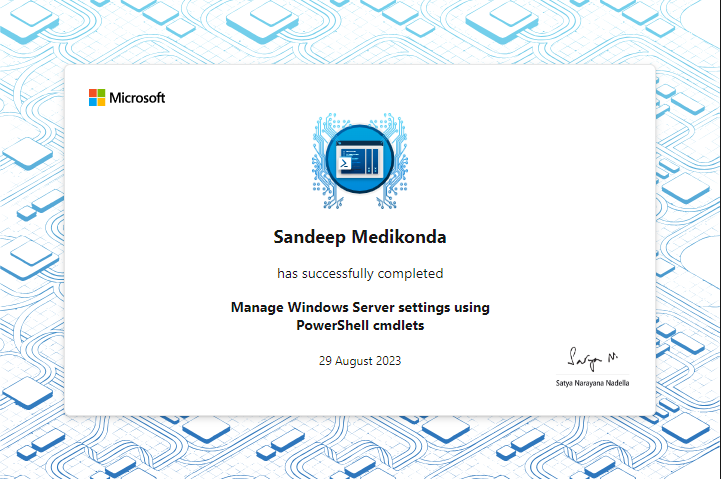 Microsoft
Sandeep Medikonda
has successfully completed
Manage Windows Server settings using
PowerShell cmdlets
29 August 2023
Satya N.
Satya Narayana Nadella